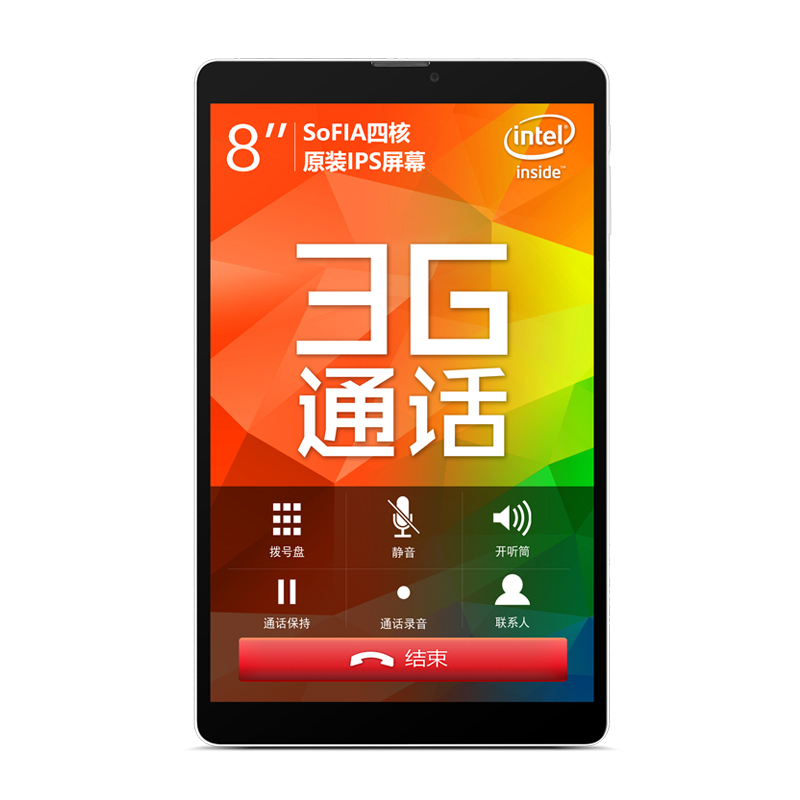 8″
SoFIA四核
原装IPS屏幕
intel®
inside™
3G
通话
拨号盘
静音
开听筒
通话保持
通话录音
联系人
结束